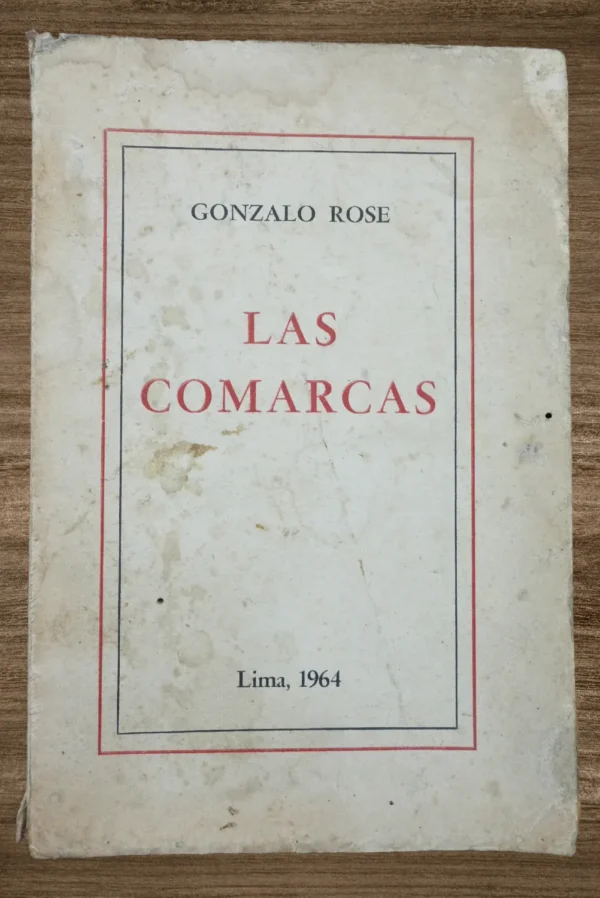 GONZALO ROSE
LAS
COMARCAS
Lima, 1964